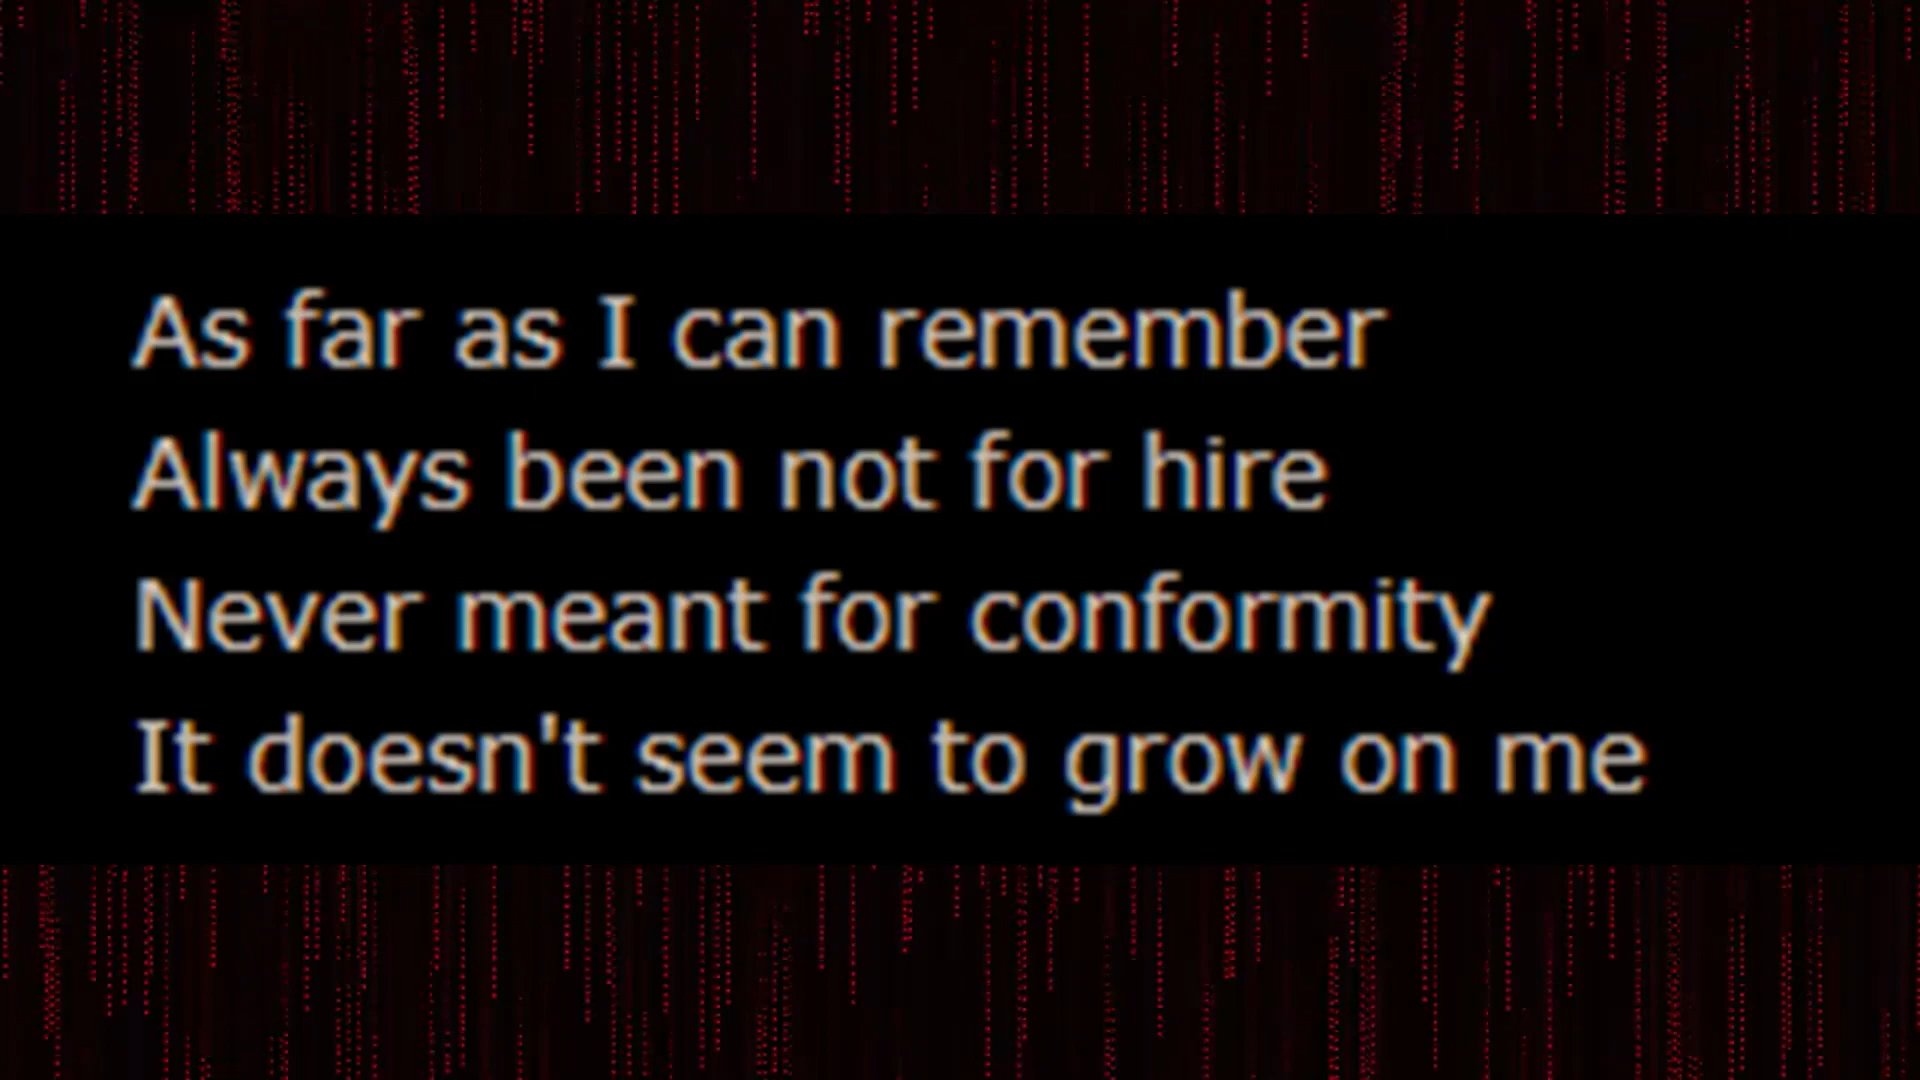 As far as I can remember
Always been not for hire
Never meant for conformity
It doesn't seem to grow on me